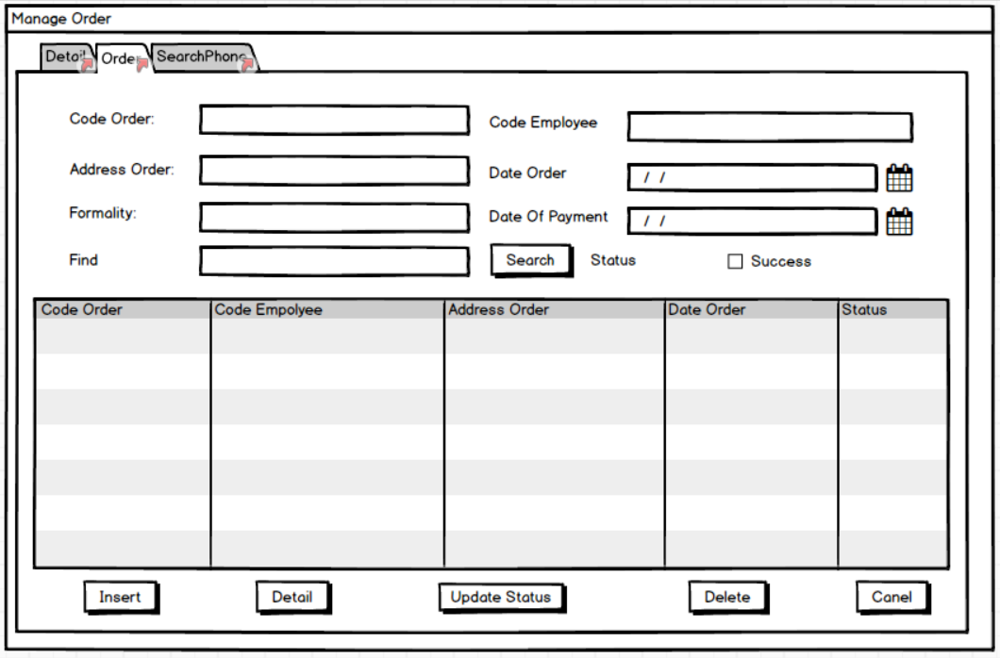 Manage Order
Detail Order SearchPhone
Code Order: Code Employee
Address Order: Date Order / /
Formality: Date Of Payment / /
Find Search Status Success
Code Order Code Empolyee Address Order Date Order Status
Insert Detail Update Status Delete Canel